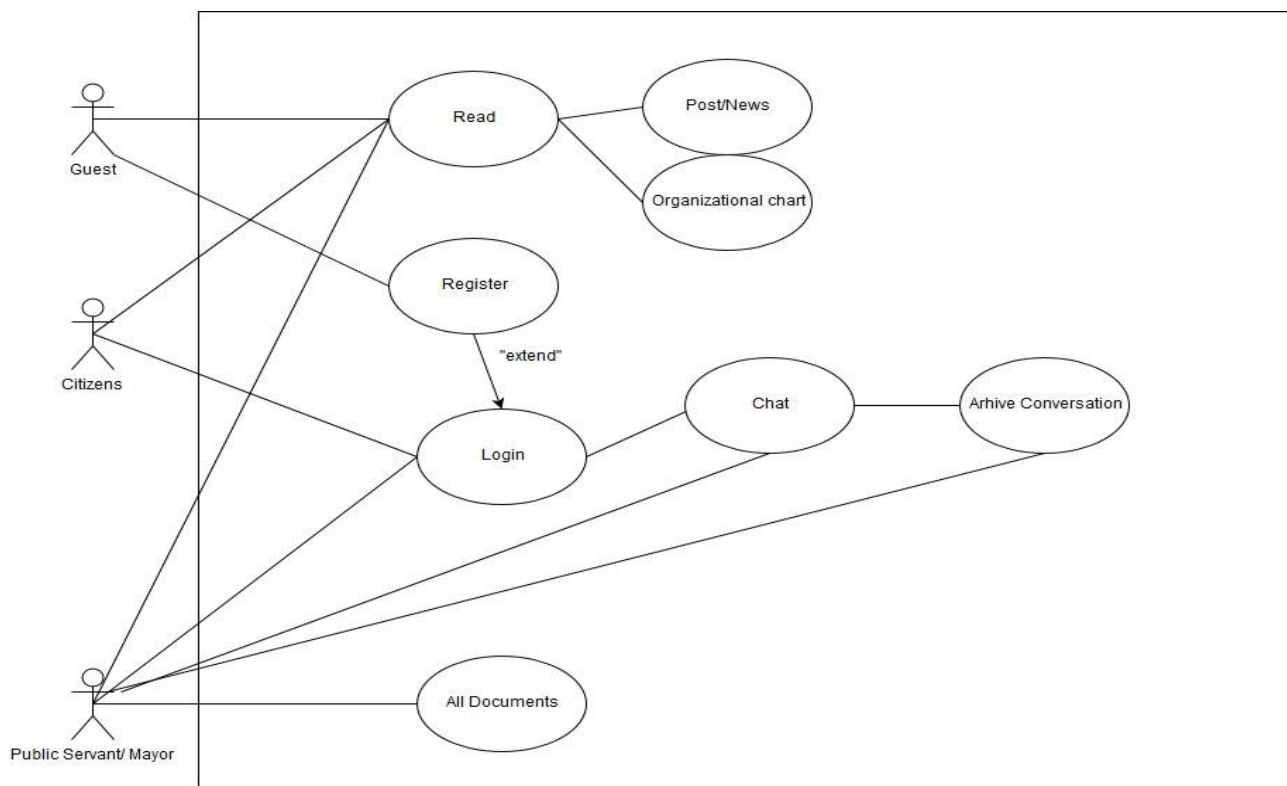 Post/News
Read
Guest
Organizational chart
Register
"extend"
Citizens
Chat
Arhive Conversation
Login
All Documents
Public Servant/ Mayor